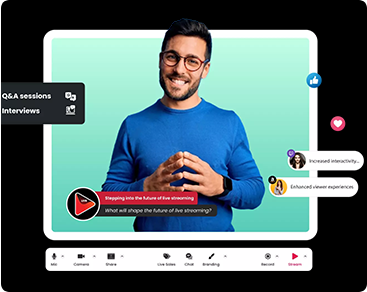 Q&A sessions
Interviews
Increased interactivity...
Enhanced viewer experiences
Stepping into the future of live streaming
What will shape the future of live streaming?
Mic
Camera
Share
Live Sales
Chat
Branding
Record
Stream